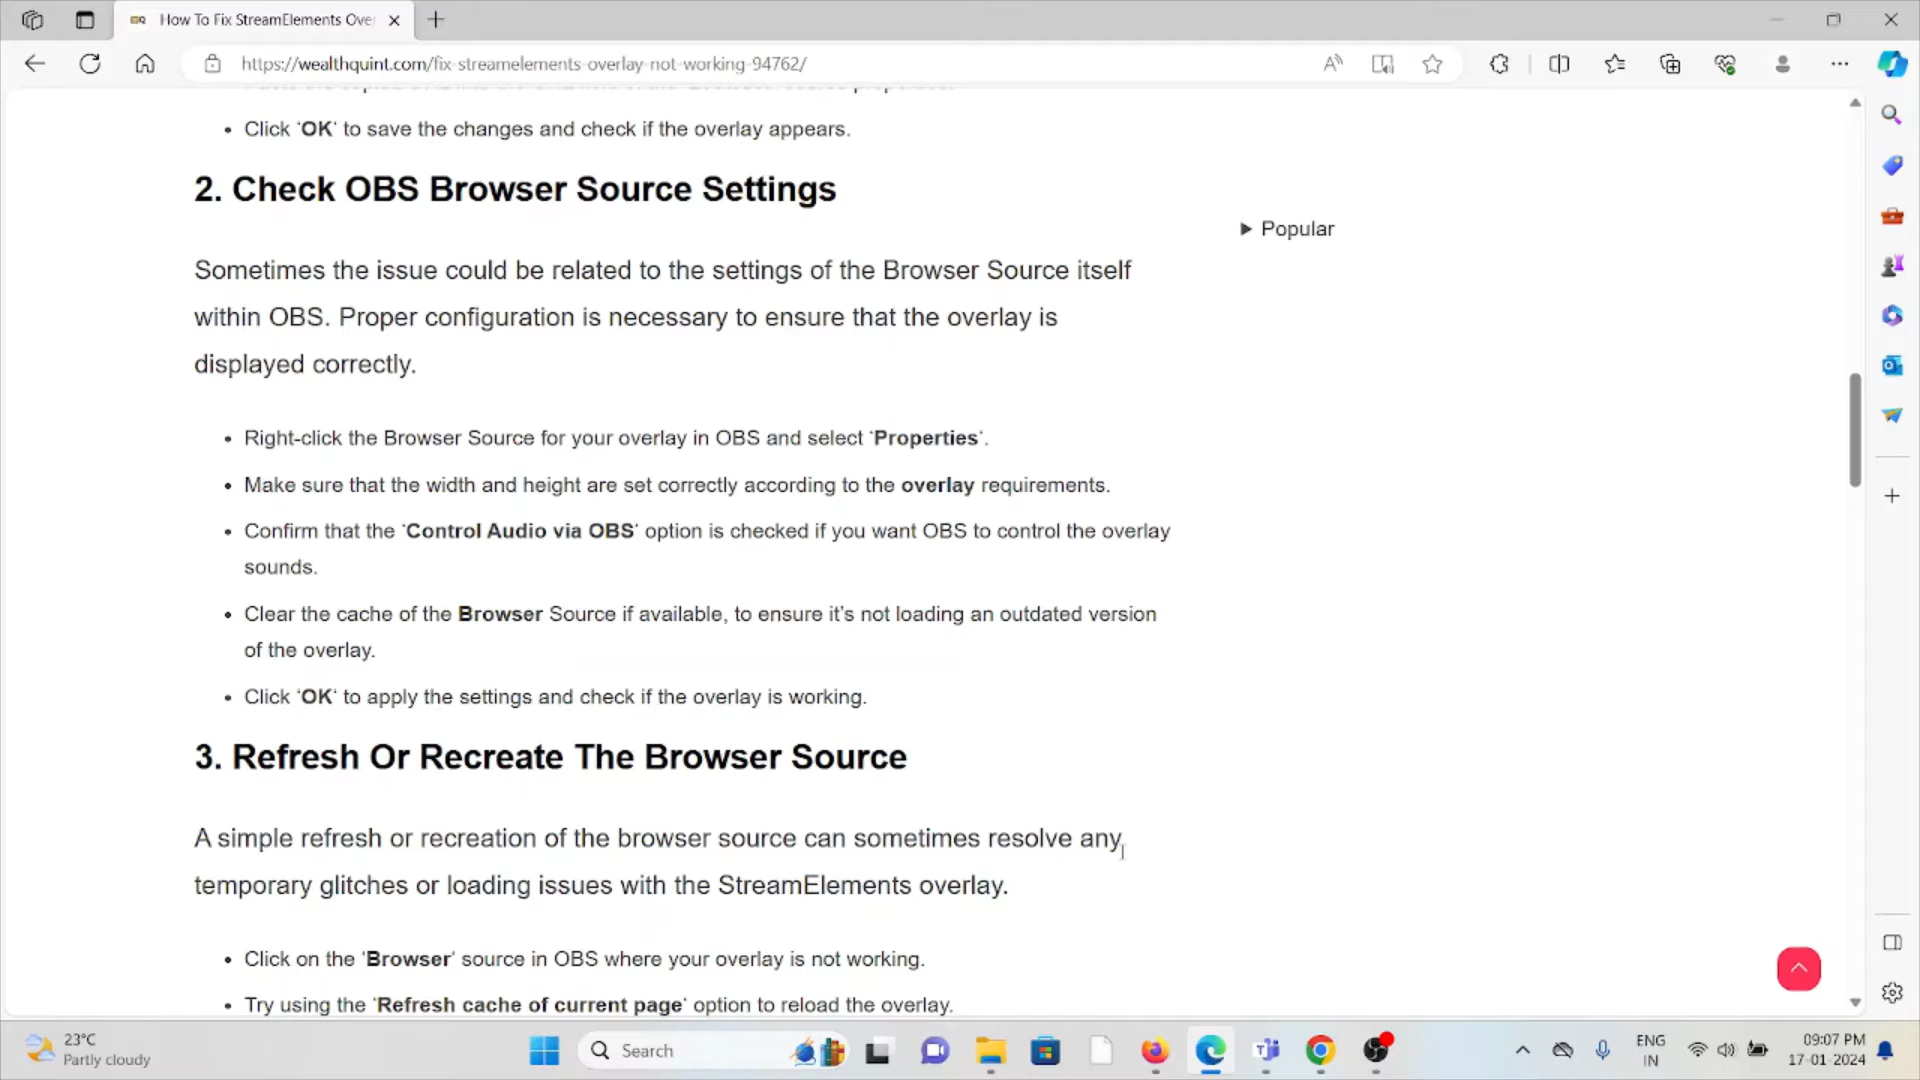 How To Fix StreamElements Over
https://wealthquint.com/fix-streamelements-overlay-not-working-94762/
• Click ‘OK‘ to save the changes and check if the overlay appears.
2. Check OBS Browser Source Settings
Popular
Sometimes the issue could be related to the settings of the Browser Source itself
within OBS. Proper configuration is necessary to ensure that the overlay is
displayed correctly.
• Right-click the Browser Source for your overlay in OBS and select ‘Properties‘.
• Make sure that the width and height are set correctly according to the overlay requirements.
• Confirm that the ‘Control Audio via OBS‘ option is checked if you want OBS to control the overlay
sounds.
• Clear the cache of the Browser Source if available, to ensure it’s not loading an outdated version
of the overlay.
• Click ‘OK‘ to apply the settings and check if the overlay is working.
3. Refresh Or Recreate The Browser Source
A simple refresh or recreation of the browser source can sometimes resolve any
temporary glitches or loading issues with the StreamElements overlay.
• Click on the ‘Browser‘ source in OBS where your overlay is not working.
• Try using the ‘Refresh cache of current page‘ option to reload the overlay.
23°C
Partly cloudy
Search
ENG
IN
09:07 PM
17-01-2024